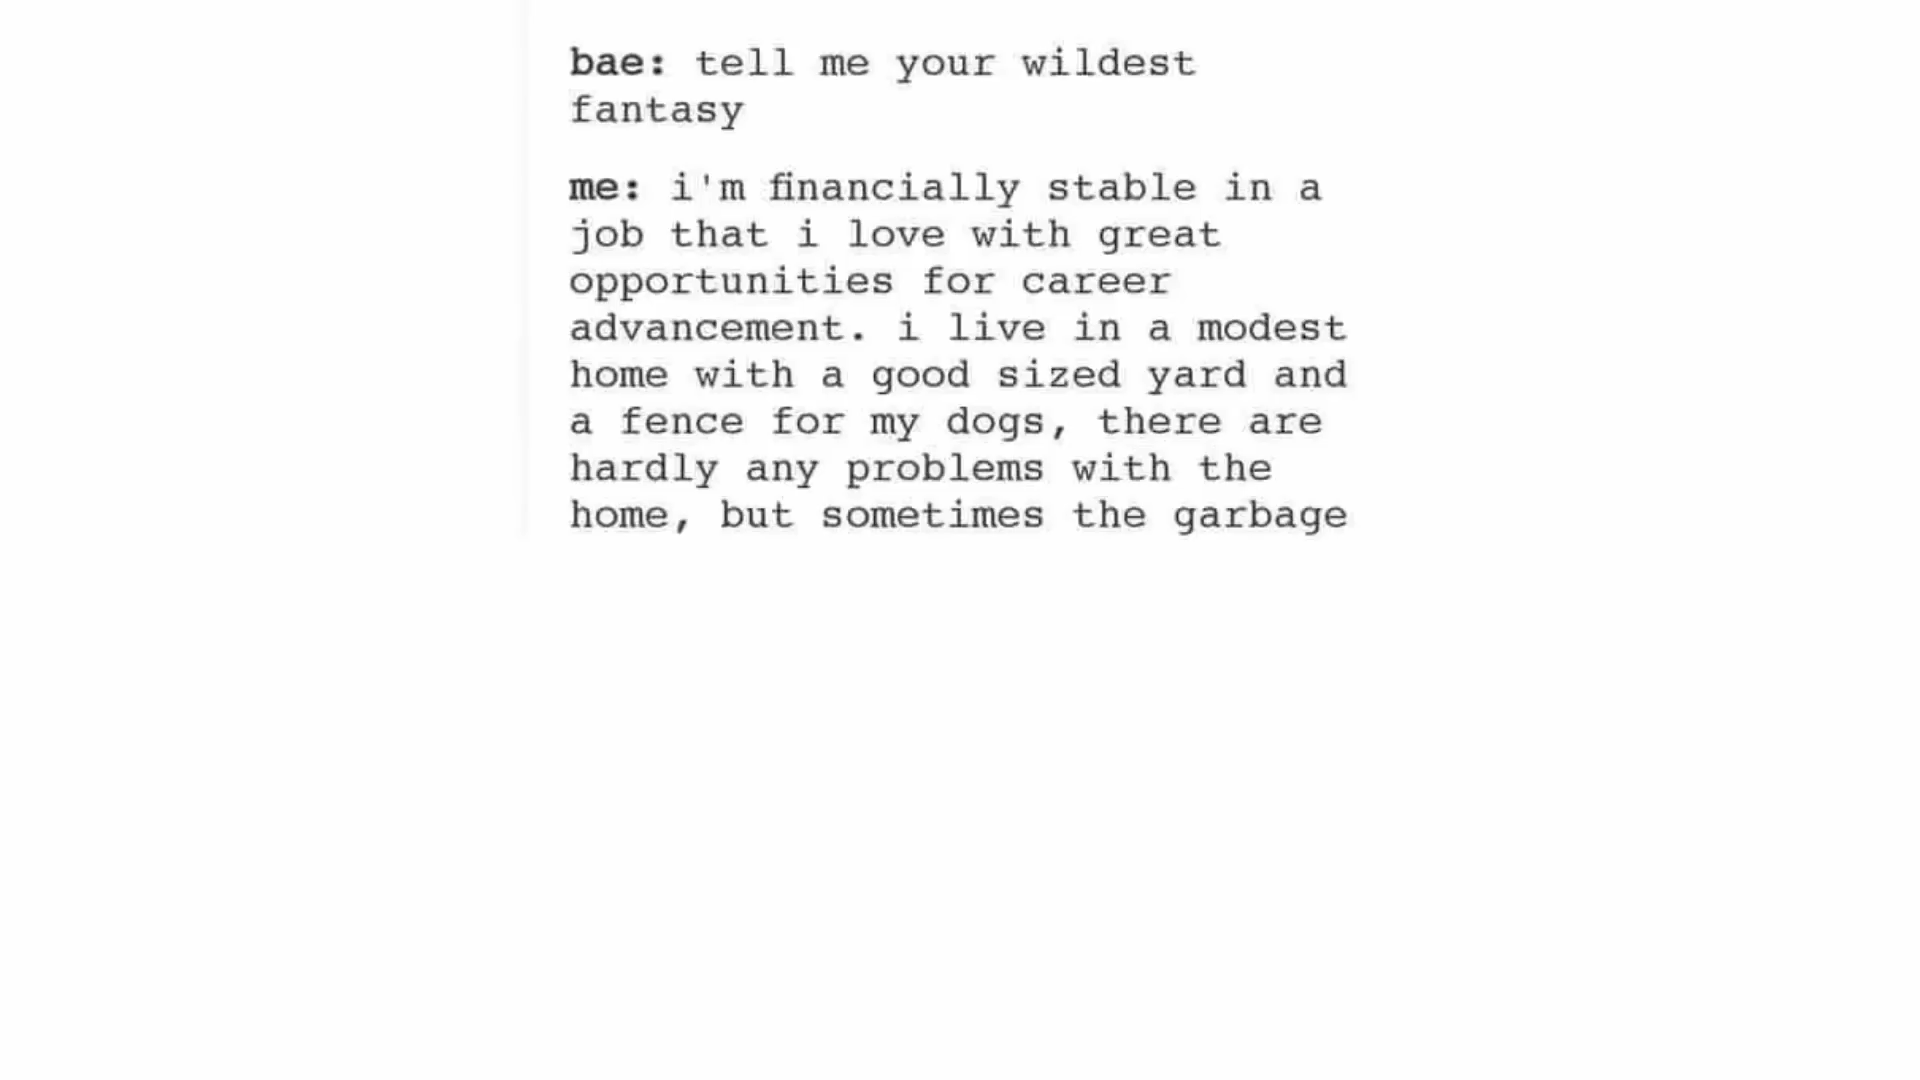 bae: tell me your wildest
fantasy
me: i'm financially stable in a
job that i love with great
opportunities for career
advancement. i live in a modest
home with a good sized yard and
a fence for my dogs, there are
hardly any problems with the
home, but sometimes the garbage